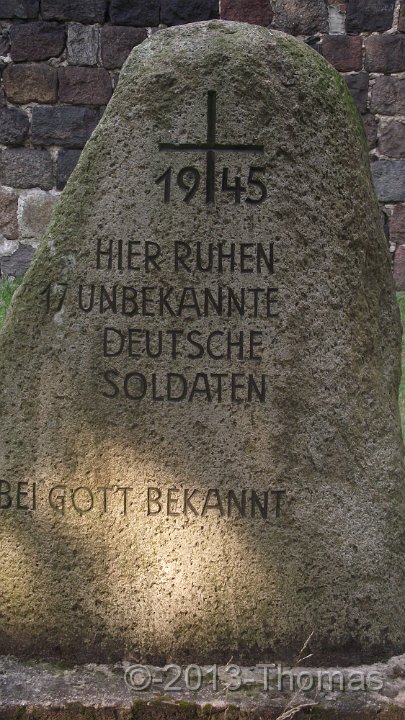 1945
HIER RUHEN
17 UNBEKANNTE
DEUTSCHE
SOLDATEN
BEI GOTT BEKANNT
©-2013-Thomas